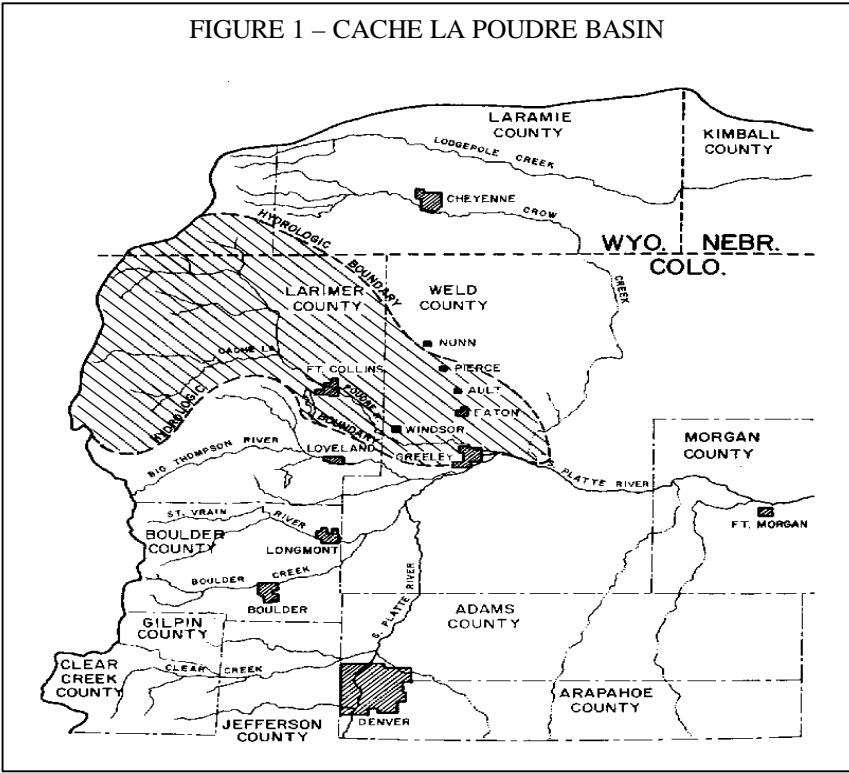 FIGURE 1 – CACHE LA POUDRE BASIN
LARAMIE
COUNTY
KIMBALL
COUNTY
LODGEPOLE CREEK
CHEYENNE
CROW
CREEK
WYO. NEBR.
COLO.
HYDROLOGIC
BOUNDARY
LARIMER
COUNTY
WELD
COUNTY
NUNN
PIERCE
AULT
EATON
CACHE LA
POUDRE R.
FT. COLLINS
HYDROLOGIC
BOUNDARY
WINDSOR
GREELEY
LOVELAND
BIG THOMPSON RIVER
MORGAN
COUNTY
S. PLATTE RIVER
FT. MORGAN
ST. VRAIN
RIVER
BOULDER
COUNTY
LONGMONT
BOULDER CREEK
BOULDER
S. PLATTE RIVER
ADAMS
COUNTY
GILPIN
COUNTY
CLEAR
CREEK
COUNTY
CLEAR CREEK
JEFFERSON
COUNTY
DENVER
ARAPAHOE
COUNTY